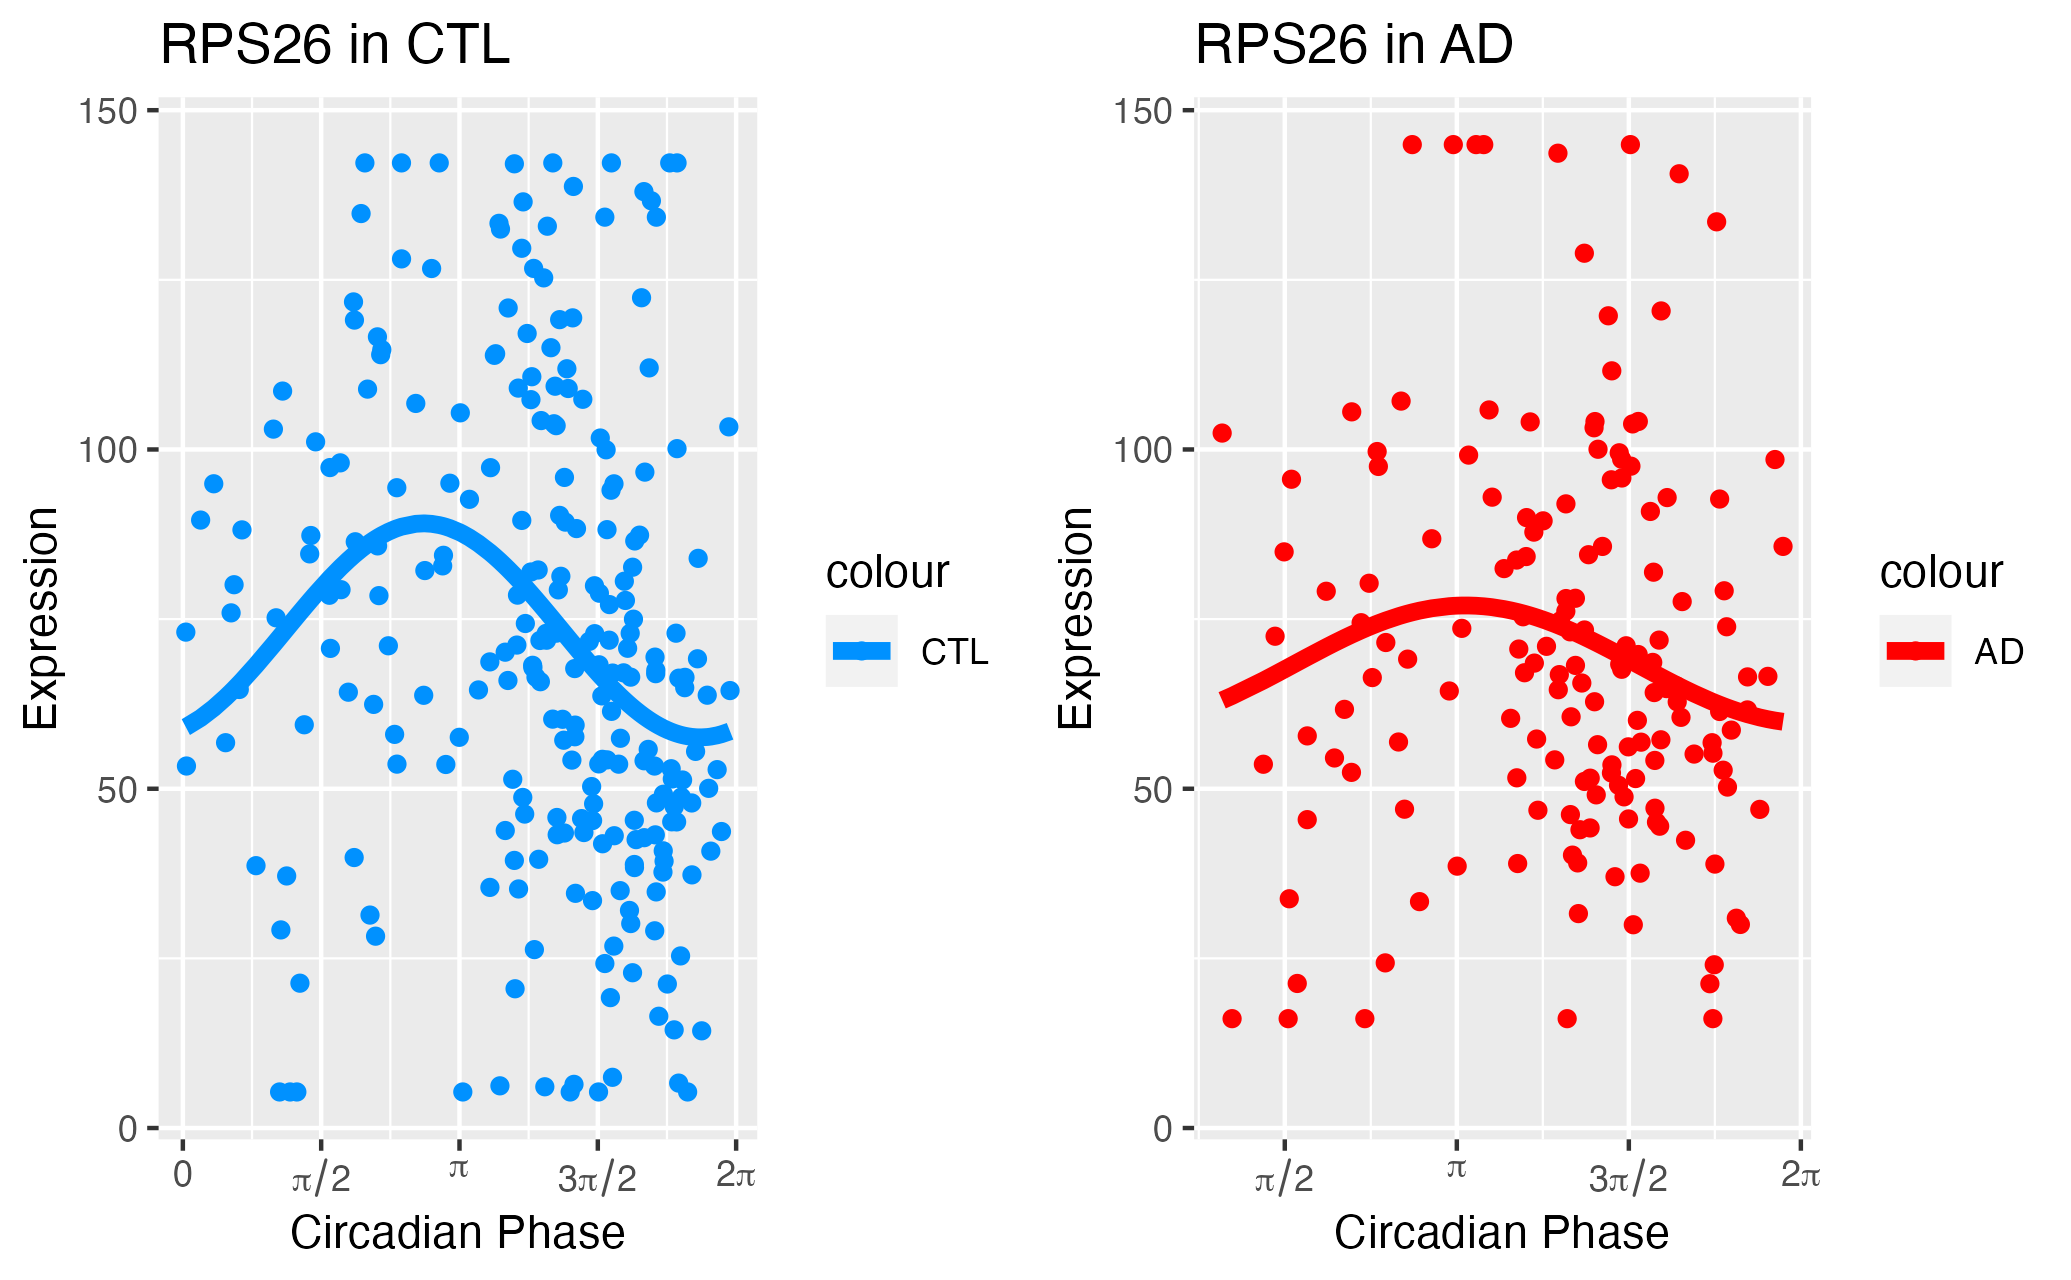 RPS26 in CTL
150
100
50
0
Expression
0
π/2
π
3π/2
2π
Circadian Phase
colour
CTL
RPS26 in AD
150
100
50
0
Expression
π/2
π
3π/2
2π
Circadian Phase
colour
AD